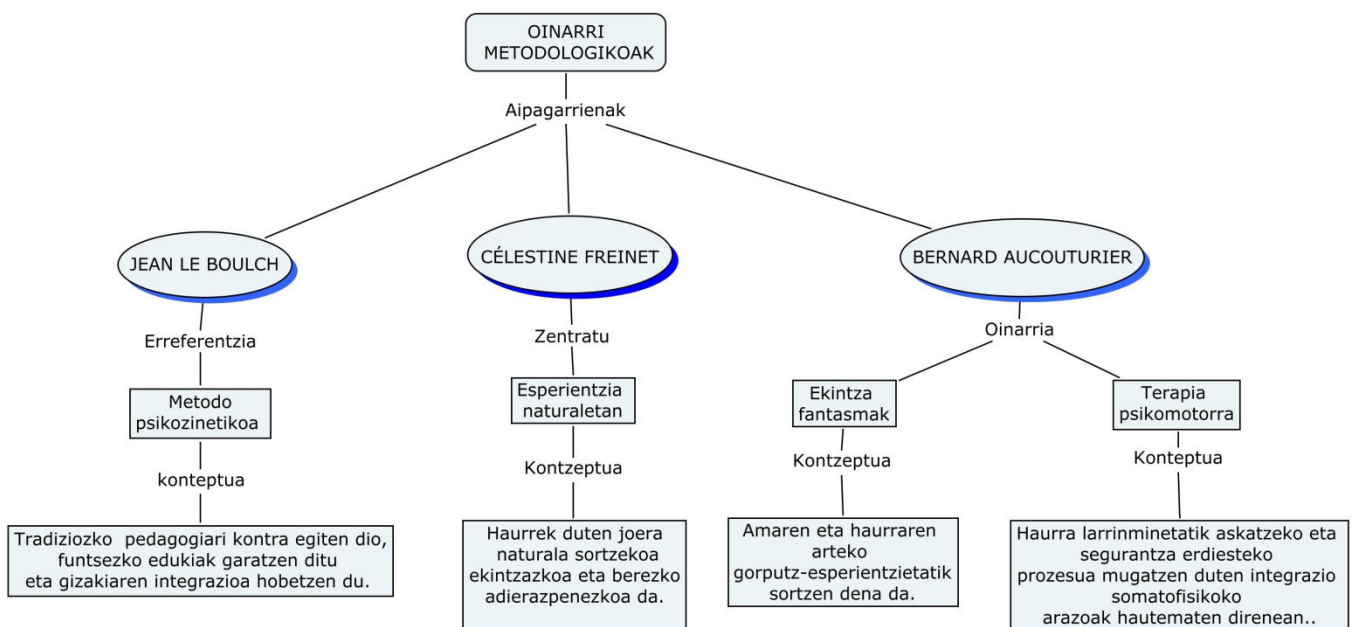 OINARRI
METODOLOGIKOAK
Aipagarrienak
JEAN LE BOULCH
Erreferentzia
Metodo
psikozinetikoa
konteptua
Tradiziozko pedagogiari kontra egiten dio,
funtsezko edukiak garatzen ditu
eta gizakiaren integrazioa hobetzen du.
CÉLESTINE FREINET
Zentratu
Esperientzia
naturaletan
Kontzeptua
Haurrek duten joera
naturala sortzekoa
ekintzazkoa eta berezko
adierazpenezkoa da.
BERNARD AUCOUTURIER
Oinarria
Ekintza
fantasmak
Kontzeptua
Amaren eta haurraren
arteko
gorputz-esperientzietatik
sortzen dena da.
Terapia
psikomotorra
Konteptua
Haurra larrinminetatik askatzeko eta
segurantza erdiesteko
prozesua mugatzen duten integrazio
somatofisikoko
arazoak hautematen direnean..